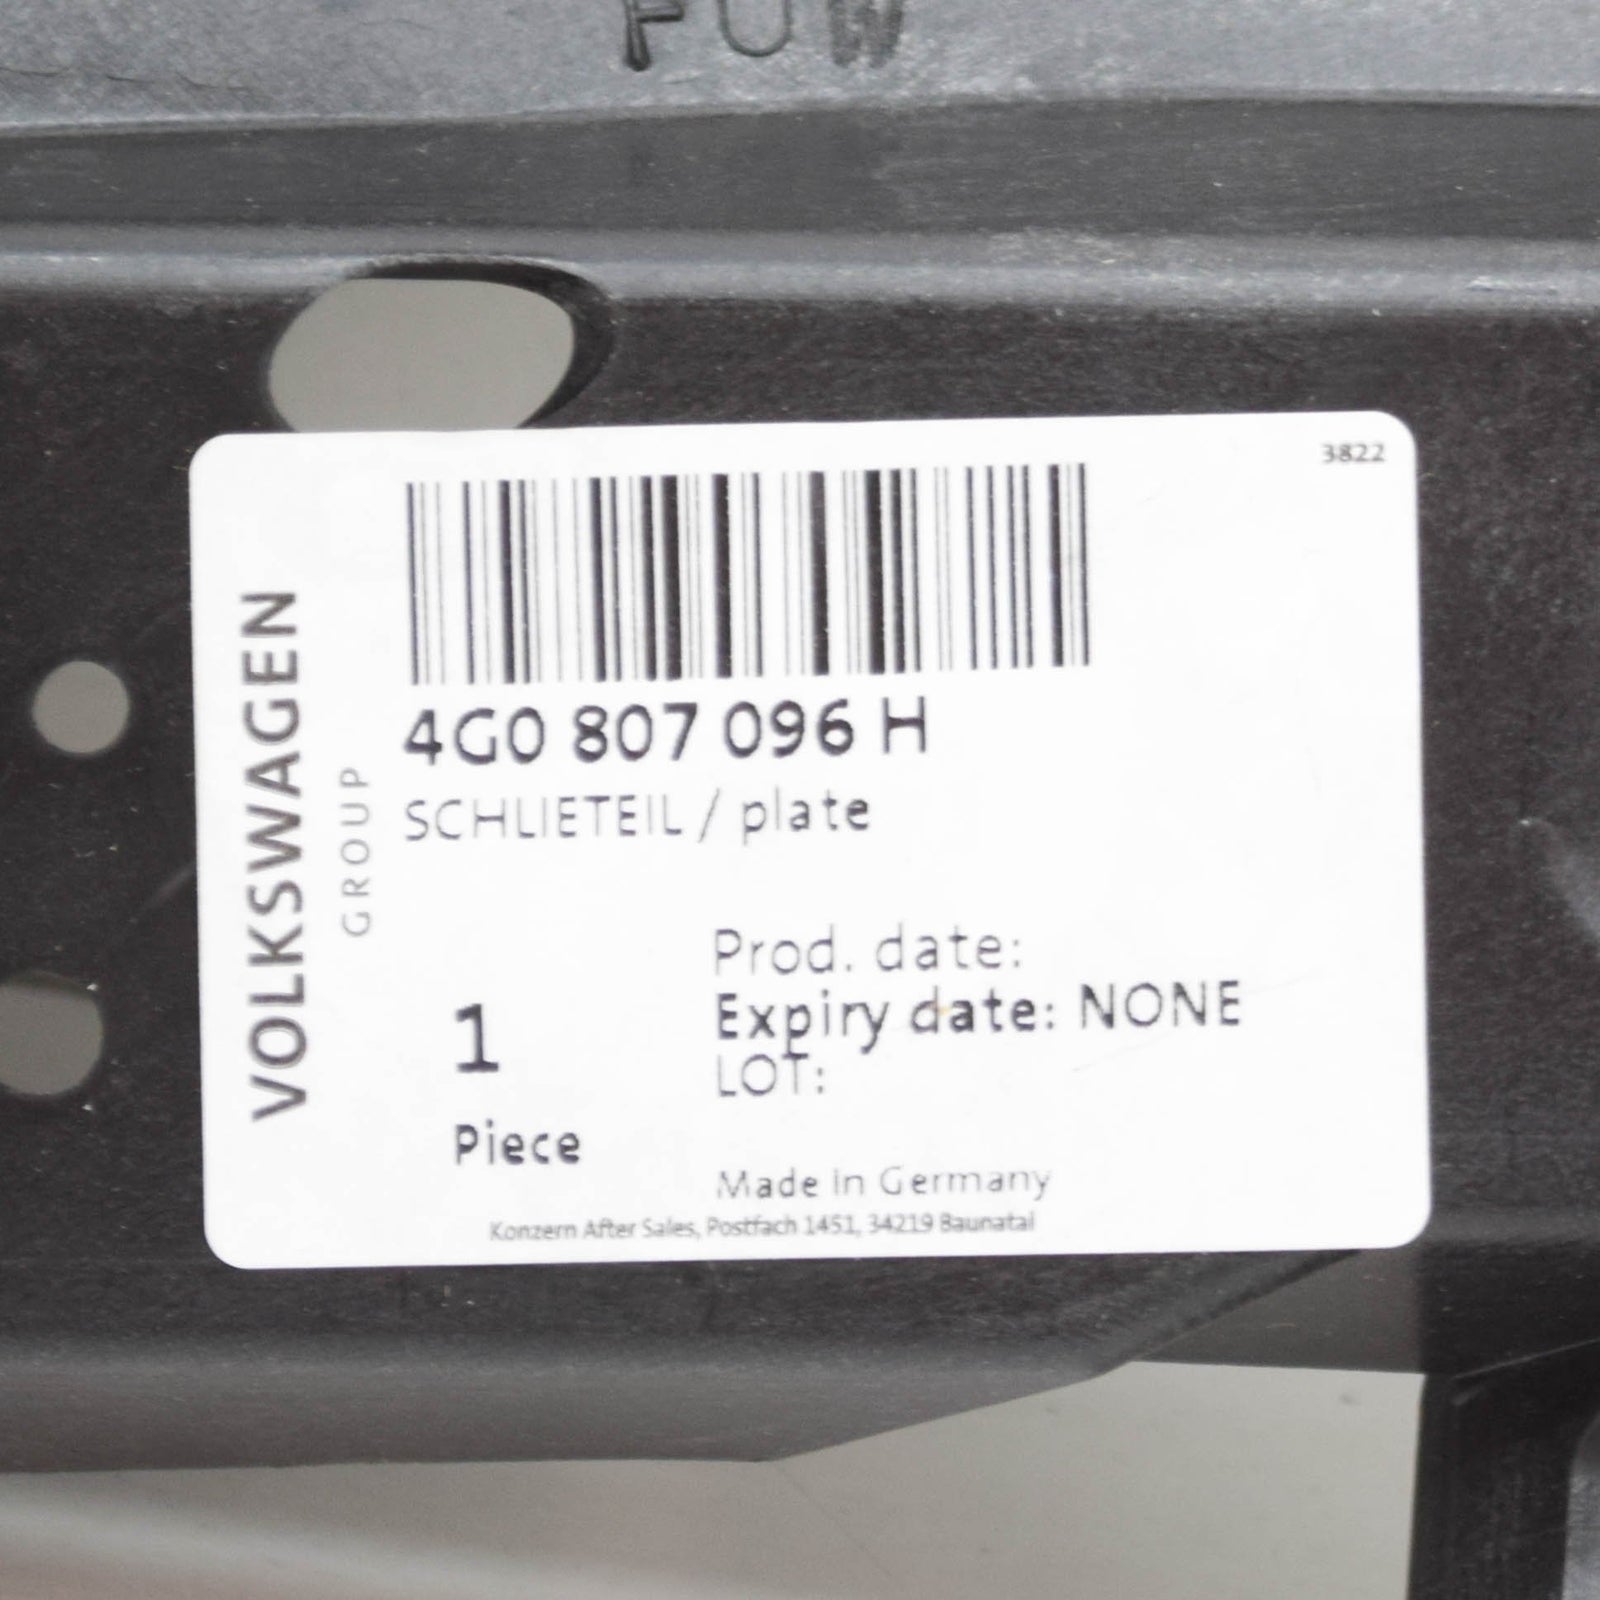 FUW
3822
VOLKSWAGEN
GROUP
4G0 807 096 H
SCHLIETEIL / plate
1
Piece
Prod. date:
Expiry date: NONE
LOT:
Made in Germany
Konzern After Sales, Postfach 1451, 34219 Baunatal